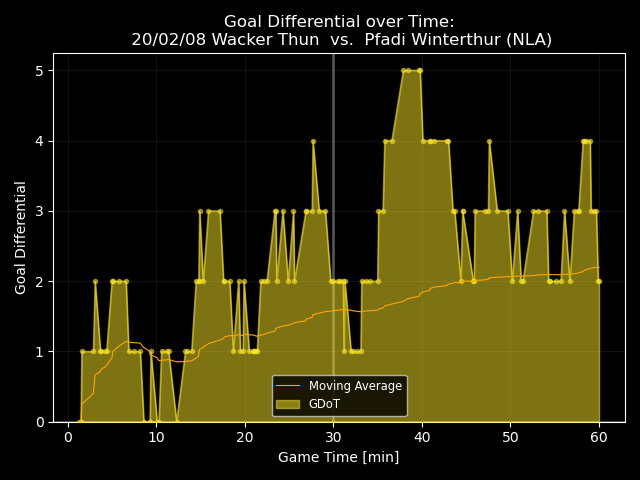 Goal Differential over Time:
20/02/08 Wacker Thun  vs.  Pfadi Winterthur (NLA)
5
4
3
2
1
0
Goal Differential
Moving Average
GDoT
0 10 20 30 40 50 60
Game Time [min]